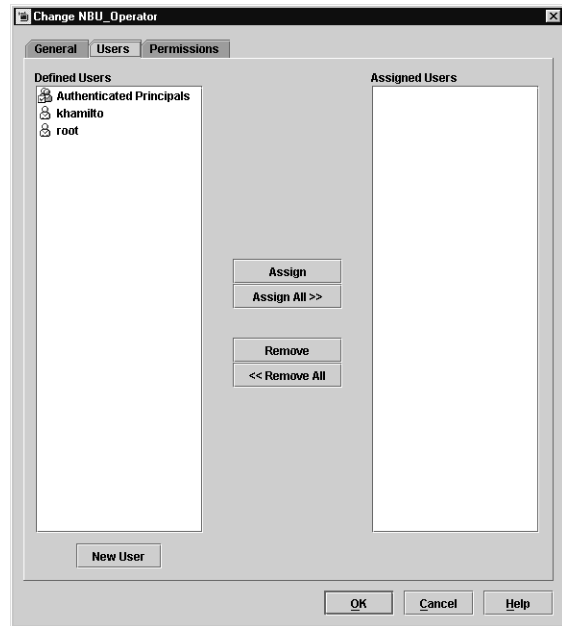 Change NBU_Operator
General Users Permissions
Defined Users
Assigned Users
Authenticated Principals
khamilto
root
Assign
Assign All >>
Remove
<< Remove All
New User
OK Cancel Help